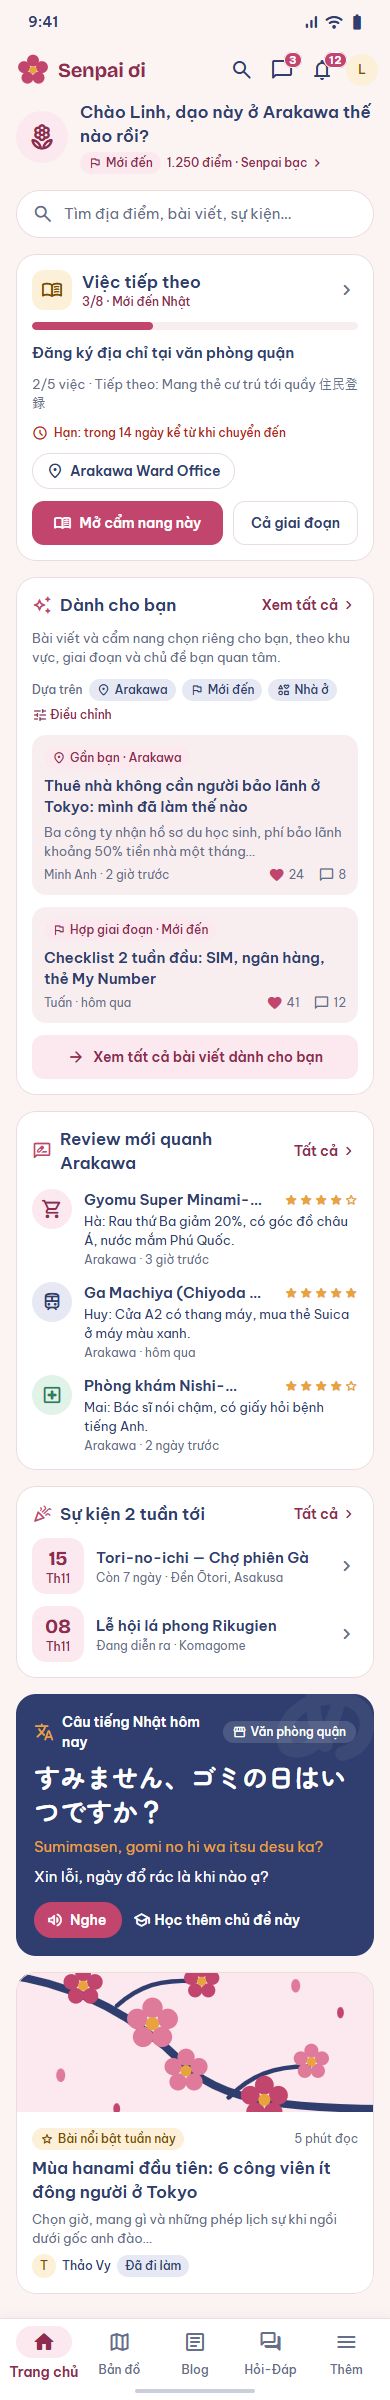 9:41
Senpai ơi
3
12
L
Chào Linh, dạo này ở Arakawa thế
nào rồi?
Mới đến
1.250 điểm · Senpai bạc
Tìm địa điểm, bài viết, sự kiện...
Việc tiếp theo
3/8 · Mới đến Nhật
Đăng ký địa chỉ tại văn phòng quận
2/5 việc · Tiếp theo: Mang thẻ cư trú tới quầy 住民登
録
Hạn: trong 14 ngày kể từ khi chuyển đến
Arakawa Ward Office
Mở cẩm nang này
Cả giai đoạn
Dành cho bạn
Xem tất cả
Bài viết và cẩm nang chọn riêng cho bạn, theo khu
vực, giai đoạn và chủ đề bạn quan tâm.
Dựa trên
Arakawa
Mới đến
Nhà ở
Điều chỉnh
Gần bạn · Arakawa
Thuê nhà không cần người bảo lãnh ở
Tokyo: mình đã làm thế nào
Ba công ty nhận hồ sơ du học sinh, phí bảo lãnh
khoảng 50% tiền nhà một tháng...
Minh Anh · 2 giờ trước
24
8
Hợp giai đoạn · Mới đến
Checklist 2 tuần đầu: SIM, ngân hàng,
thẻ My Number
Tuấn · hôm qua
41
12
Xem tất cả bài viết dành cho bạn
Review mới quanh
Arakawa
Tất cả
Gyomu Super Minami-...
Hà: Rau thứ Ba giảm 20%, có góc đồ châu
Á, nước mắm Phú Quốc.
Arakawa · 3 giờ trước
Ga Machiya (Chiyoda ...
Huy: Cửa A2 có thang máy, mua thẻ Suica
ở máy màu xanh.
Arakawa · hôm qua
Phòng khám Nishi-...
Mai: Bác sĩ nói chậm, có giấy hỏi bệnh
tiếng Anh.
Arakawa · 2 ngày trước
Sự kiện 2 tuần tới
Tất cả
15
Th11
Tori-no-ichi — Chợ phiên Gà
Còn 7 ngày · Đền Ōtori, Asakusa
08
Th11
Lễ hội lá phong Rikugien
Đang diễn ra · Komagome
Câu tiếng Nhật hôm
nay
Văn phòng quận
すみません、ゴミの日はい
つですか？
Sumimasen, gomi no hi wa itsu desu ka?
Xin lỗi, ngày đổ rác là khi nào ạ?
Nghe
Học thêm chủ đề này
Bài nổi bật tuần này
5 phút đọc
Mùa hanami đầu tiên: 6 công viên ít
đông người ở Tokyo
Chọn giờ, mang gì và những phép lịch sự khi ngồi
dưới gốc anh đào...
T
Thảo Vy
Đã đi làm
Trang chủ
Bản đồ
Blog
Hỏi-Đáp
Thêm